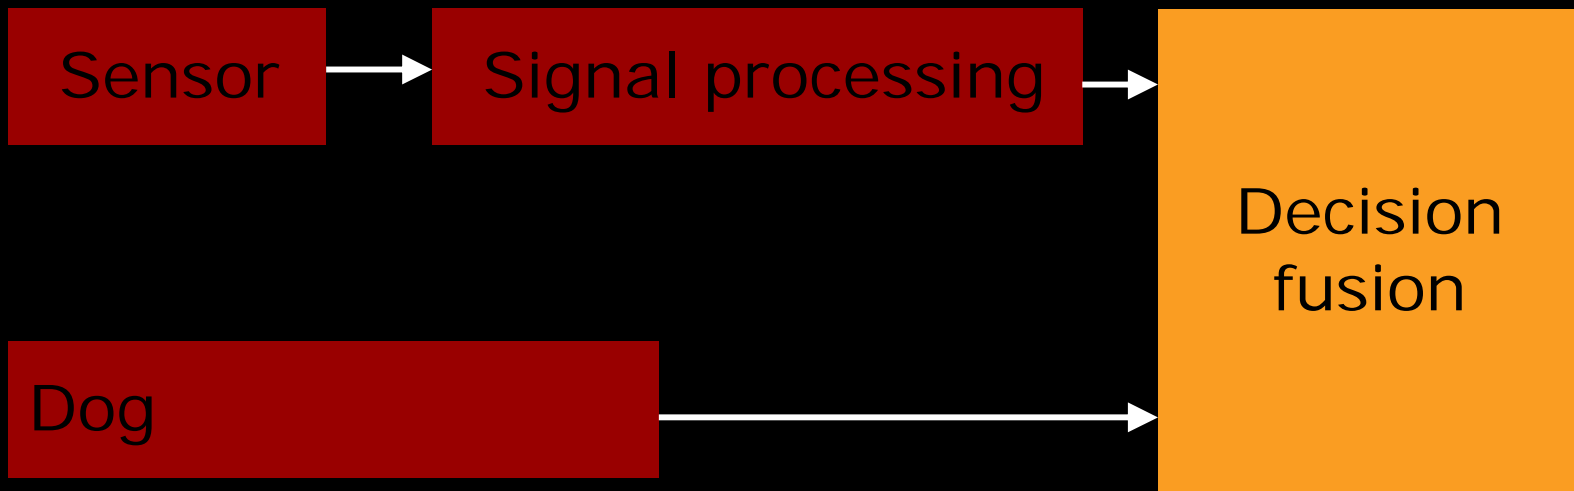 Sensor
Signal processing
Decision
fusion
Dog